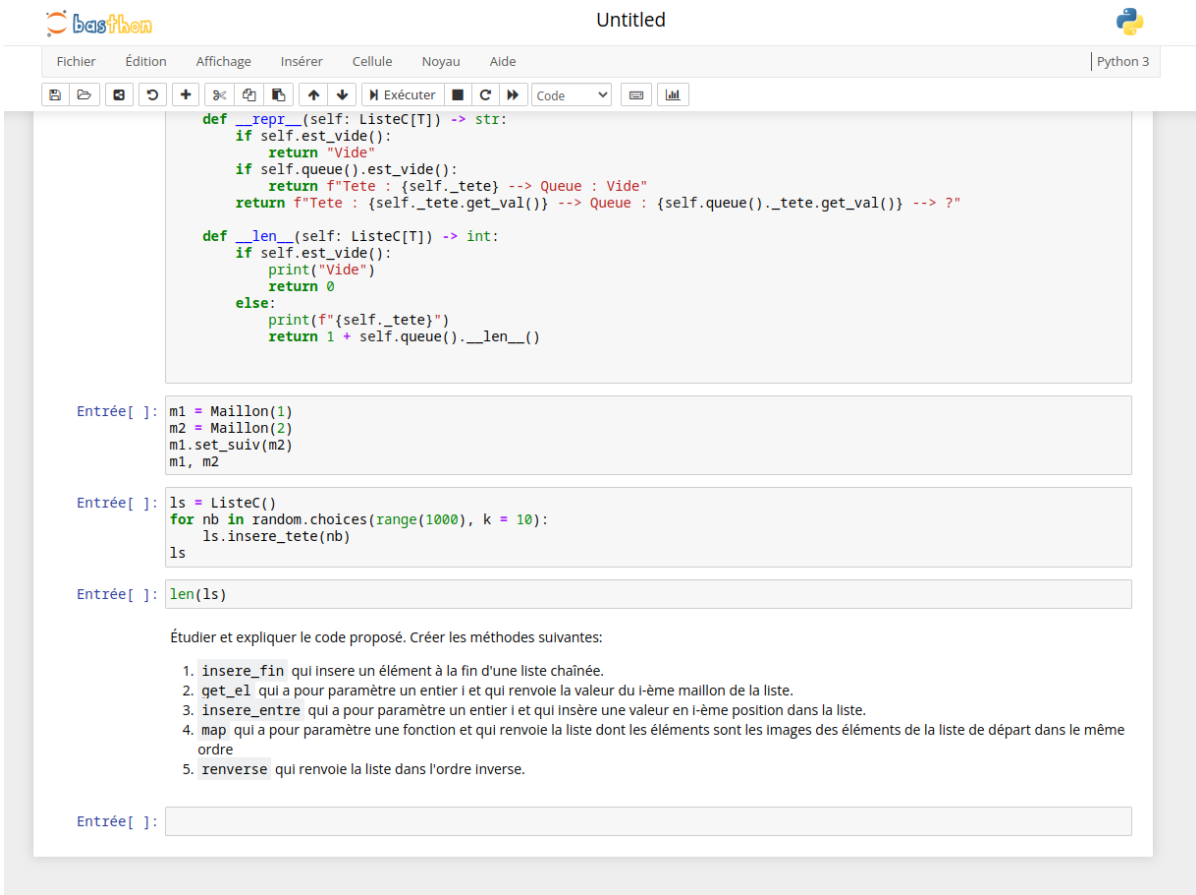 basthon
Untitled
Fichier Édition Affichage Insérer Cellule Noyau Aide Python 3
Exécuter Code
def __repr__(self: ListeC[T]) -> str:
if self.est_vide():
return "Vide"
if self.queue().est_vide():
return f"Tete : {self._tete} --> Queue : Vide"
return f"Tete : {self._tete.get_val()} --> Queue : {self.queue()._tete.get_val()} --> ?"
def __len__(self: ListeC[T]) -> int:
if self.est_vide():
print("Vide")
return 0
else:
print(f"{self._tete}")
return 1 + self.queue().__len__()
Entrée[ ]: m1 = Maillon(1)
m2 = Maillon(2)
m1.set_suiv(m2)
m1, m2
Entrée[ ]: ls = ListeC()
for nb in random.choices(range(1000), k = 10):
ls.insere_tete(nb)
ls
Entrée[ ]: len(ls)
Étudier et expliquer le code proposé. Créer les méthodes suivantes:
1. insere_fin qui insere un élément à la fin d'une liste chaînée.
2. get_el qui a pour paramètre un entier i et qui renvoie la valeur du i-ème maillon de la liste.
3. insere_entre qui a pour paramètre un entier i et qui insère une valeur en i-ème position dans la liste.
4. map qui a pour paramètre une fonction et qui renvoie la liste dont les éléments sont les images des éléments de la liste de départ dans le même
ordre
5. renverse qui renvoie la liste dans l'ordre inverse.
Entrée[ ]: